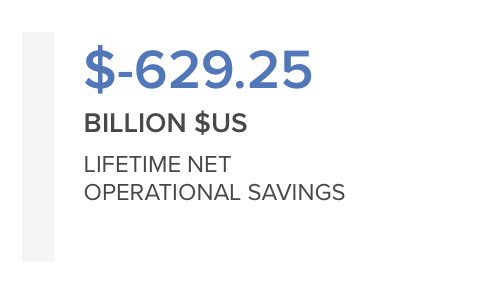 $-629.25
BILLION $US
LIFETIME NET
OPERATIONAL SAVINGS